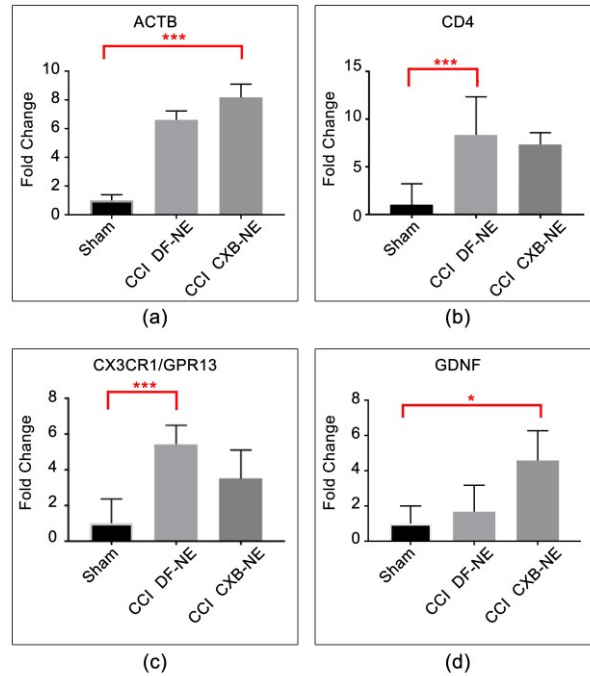 ACTB
***
Fold Change
10
8
6
4
2
0
Sham
CCI DF-NE
CCI CXB-NE
(a)
CD4
***
Fold Change
15
10
5
0
Sham
CCI DF-NE
CCI CXB-NE
(b)
CX3CR1/GPR13
***
Fold Change
8
6
4
2
0
Sham
CCI DF-NE
CCI CXB-NE
(c)
GDNF
*
Fold Change
8
6
4
2
0
Sham
CCI DF-NE
CCI CXB-NE
(d)